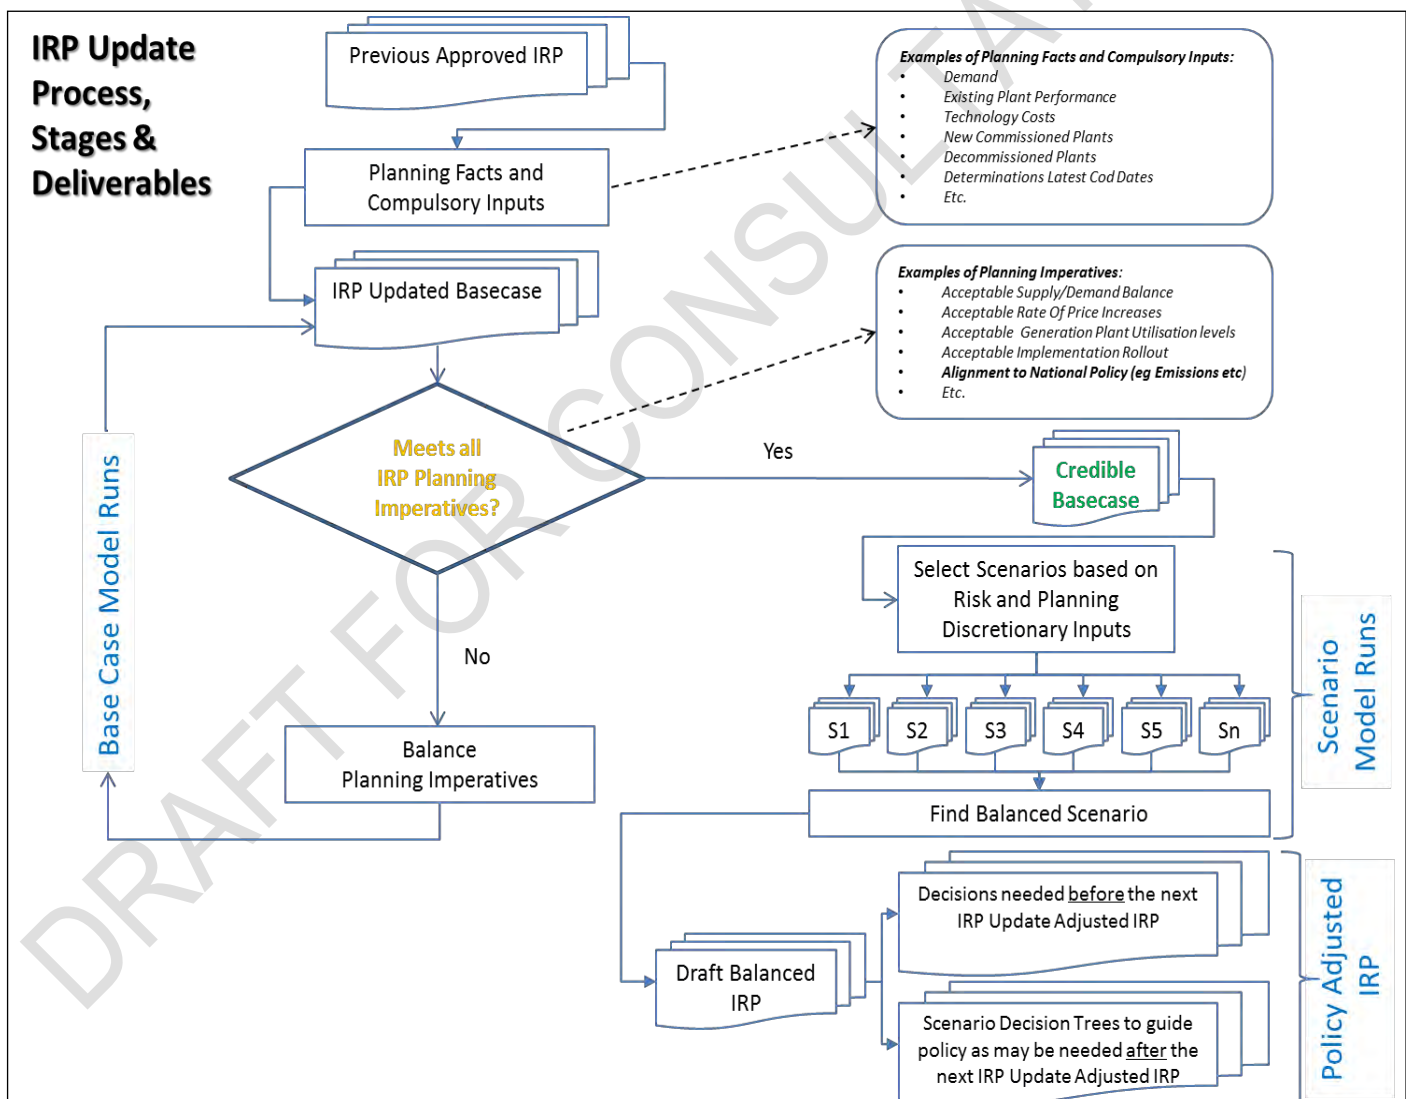 IRP Update
Process,
Stages &
Deliverables
Previous Approved IRP
Planning Facts and
Compulsory Inputs
Examples of Planning Facts and Compulsory Inputs:
• Demand
• Existing Plant Performance
• Technology Costs
• New Commissioned Plants
• Decommissioned Plants
• Determinations Latest Cod Dates
• Etc.
IRP Updated Basecase
Examples of Planning Imperatives:
• Acceptable Supply/Demand Balance
• Acceptable Rate Of Price Increases
• Acceptable Generation Plant Utilisation levels
• Acceptable Implementation Rollout
• Alignment to National Policy (eg Emissions etc)
• Etc.
Meets all
IRP Planning
Imperatives?
Yes
Credible
Basecase
No
Balance
Planning Imperatives
Base Case Model Runs
Select Scenarios based on
Risk and Planning
Discretionary Inputs
S1 S2 S3 S4 S5 Sn
Find Balanced Scenario
Scenario
Model Runs
Draft Balanced
IRP
Decisions needed before the next
IRP Update Adjusted IRP
Scenario Decision Trees to guide
policy as may be needed after the
next IRP Update Adjusted IRP
Policy Adjusted
IRP